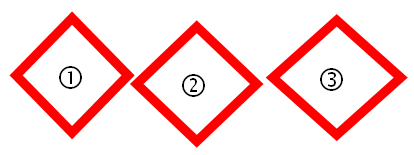 ① ② ③